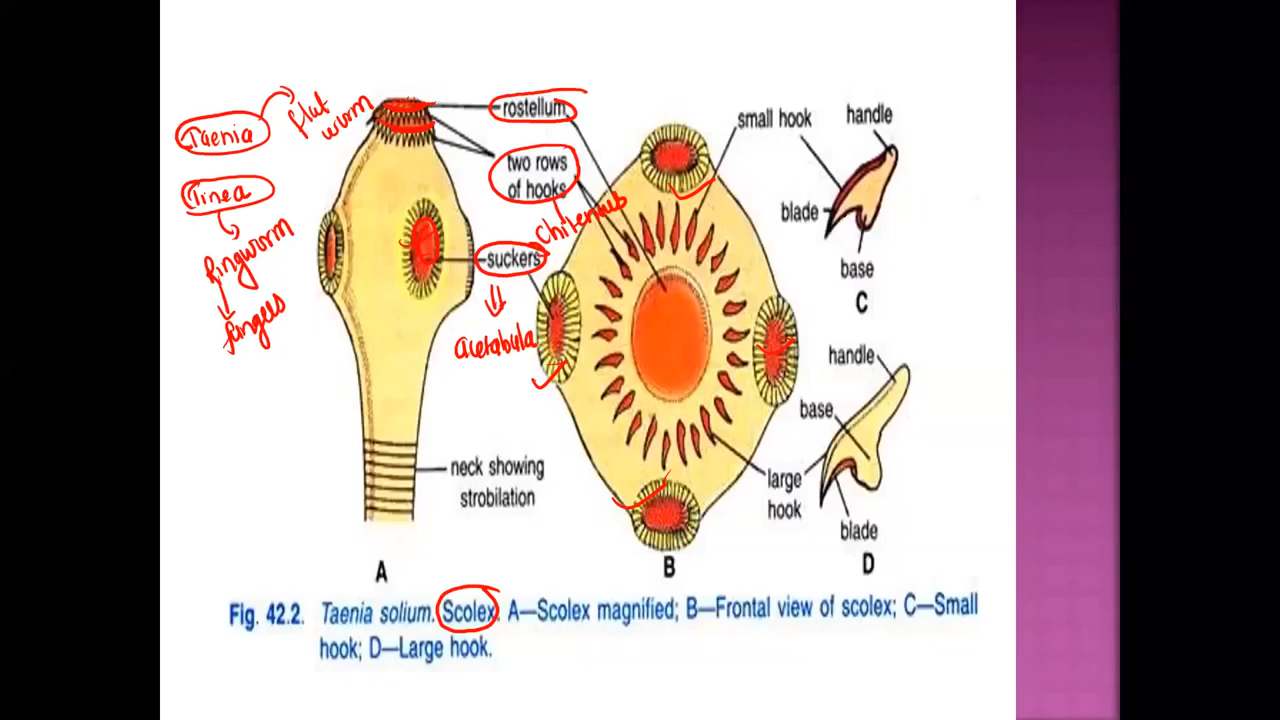 Taenia
flat
worm
Tinea
Ringworm
fungus
rostellum
two rows
of hooks
chitenous
suckers
acetabula
neck showing
strobilation
small hook
handle
blade
base
C
handle
base
large
hook
blade
A
B
D
Fig. 42.2. Taenia solium. Scolex. A—Scolex magnified; B—Frontal view of scolex; C—Small
hook; D—Large hook.